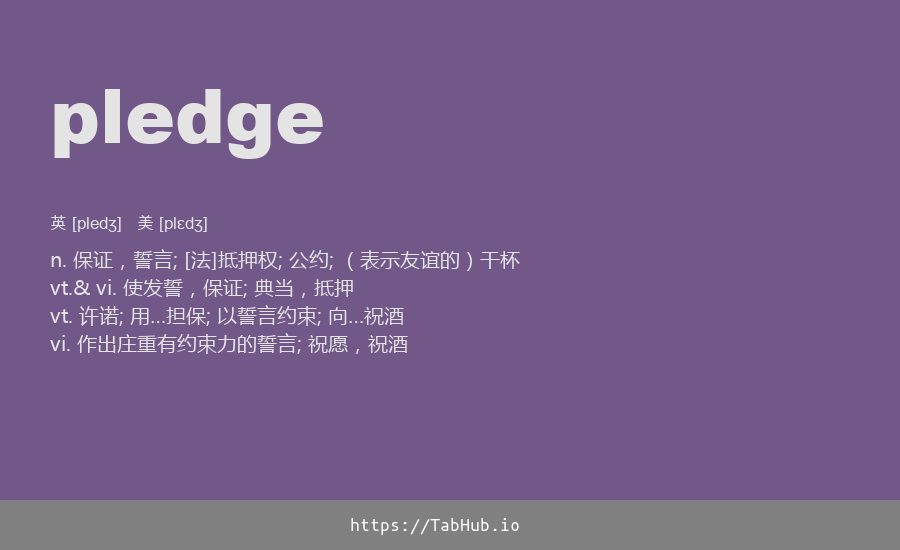 pledge
英 [pledʒ] 美 [plɛdʒ]
n. 保证，誓言; [法]抵押权; 公约; （表示友谊的）干杯
vt.& vi. 使发誓，保证; 典当，抵押
vt. 许诺; 用…担保; 以誓言约束; 向…祝酒
vi. 作出庄重有约束力的誓言; 祝愿，祝酒
https://TabHub.io